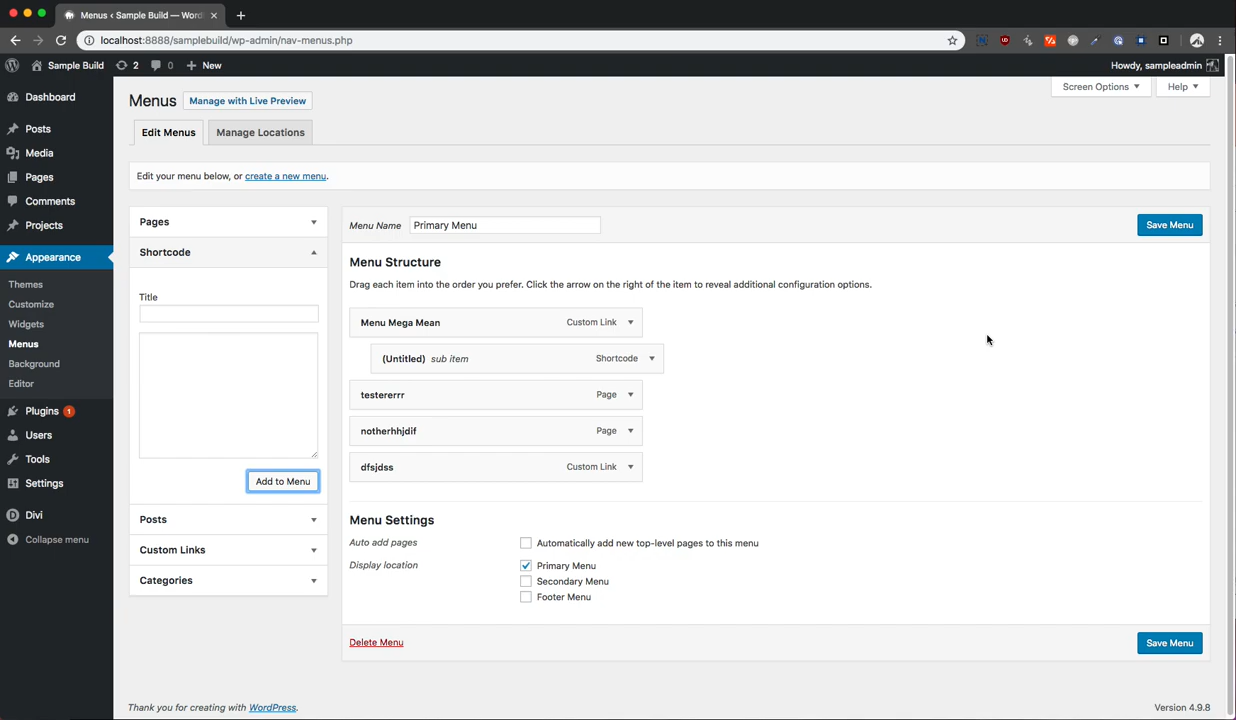 Menus ‹ Sample Build — Word
localhost:8888/samplebuild/wp-admin/nav-menus.php
Sample Build 2 0 New
Howdy, sampleadmin
Dashboard
Posts
Media
Pages
Comments
Projects
Appearance
Themes
Customize
Widgets
Menus
Background
Editor
Plugins 1
Users
Tools
Settings
Divi
Collapse menu
Menus Manage with Live Preview
Screen Options Help
Edit Menus Manage Locations
Edit your menu below, or create a new menu.
Pages
Shortcode
Title
Add to Menu
Posts
Custom Links
Categories
Menu Name Primary Menu Save Menu
Menu Structure
Drag each item into the order you prefer. Click the arrow on the right of the item to reveal additional configuration options.
Menu Mega Mean Custom Link
(Untitled) sub item Shortcode
testererrr Page
notherhhjdif Page
dfsjdss Custom Link
Menu Settings
Auto add pages Automatically add new top-level pages to this menu
Display location Primary Menu
Secondary Menu
Footer Menu
Delete Menu Save Menu
Thank you for creating with WordPress. Version 4.9.8